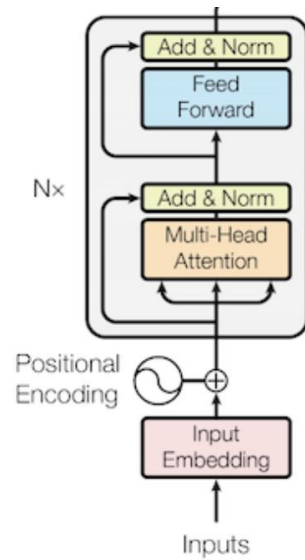 Add & Norm
Feed
Forward
Nx
Add & Norm
Multi-Head
Attention
Positional
Encoding
Input
Embedding
Inputs